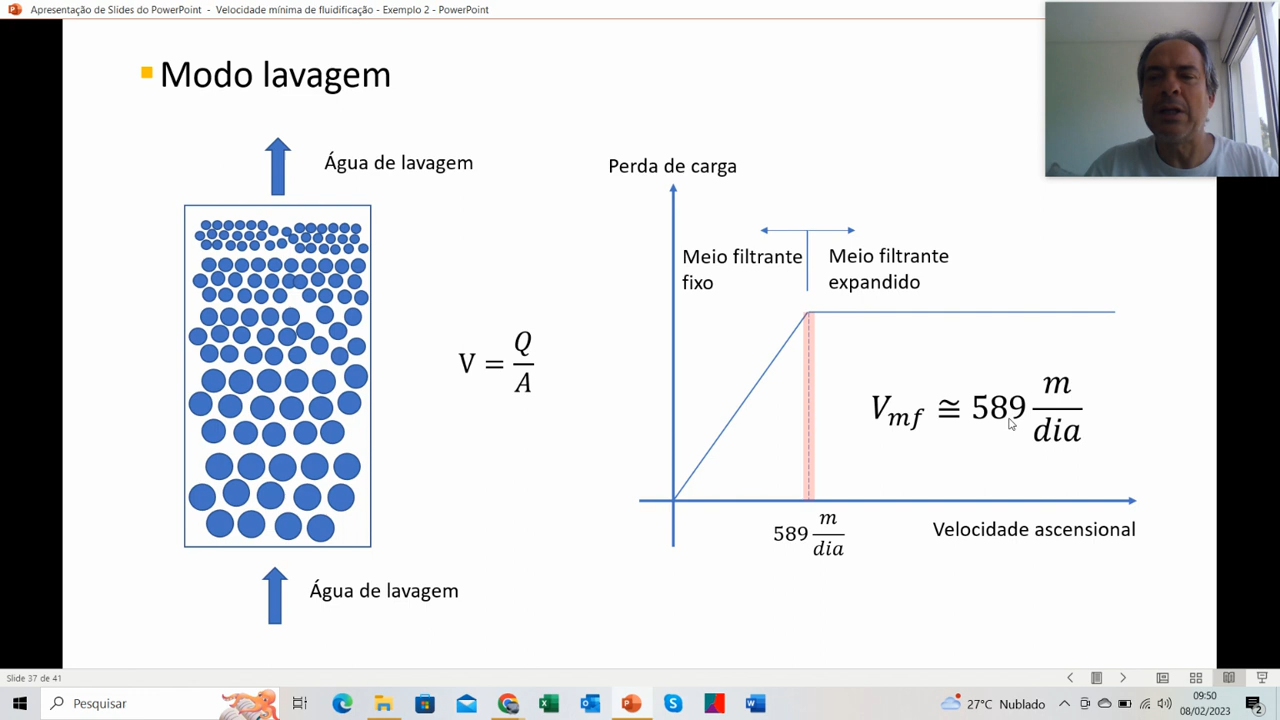 Apresentação de Slides do PowerPoint - Velocidade mínima de fluidificação - Exemplo 2 - PowerPoint
Modo lavagem
Água de lavagem
Perda de carga
Meio filtrante fixo
Meio filtrante expandido
V = Q/A
V_mf ≅ 589 m/dia
589 m/dia
Velocidade ascensional
Água de lavagem
Slide 37 de 41
Pesquisar
27°C Nublado
09:50
08/02/2023
2